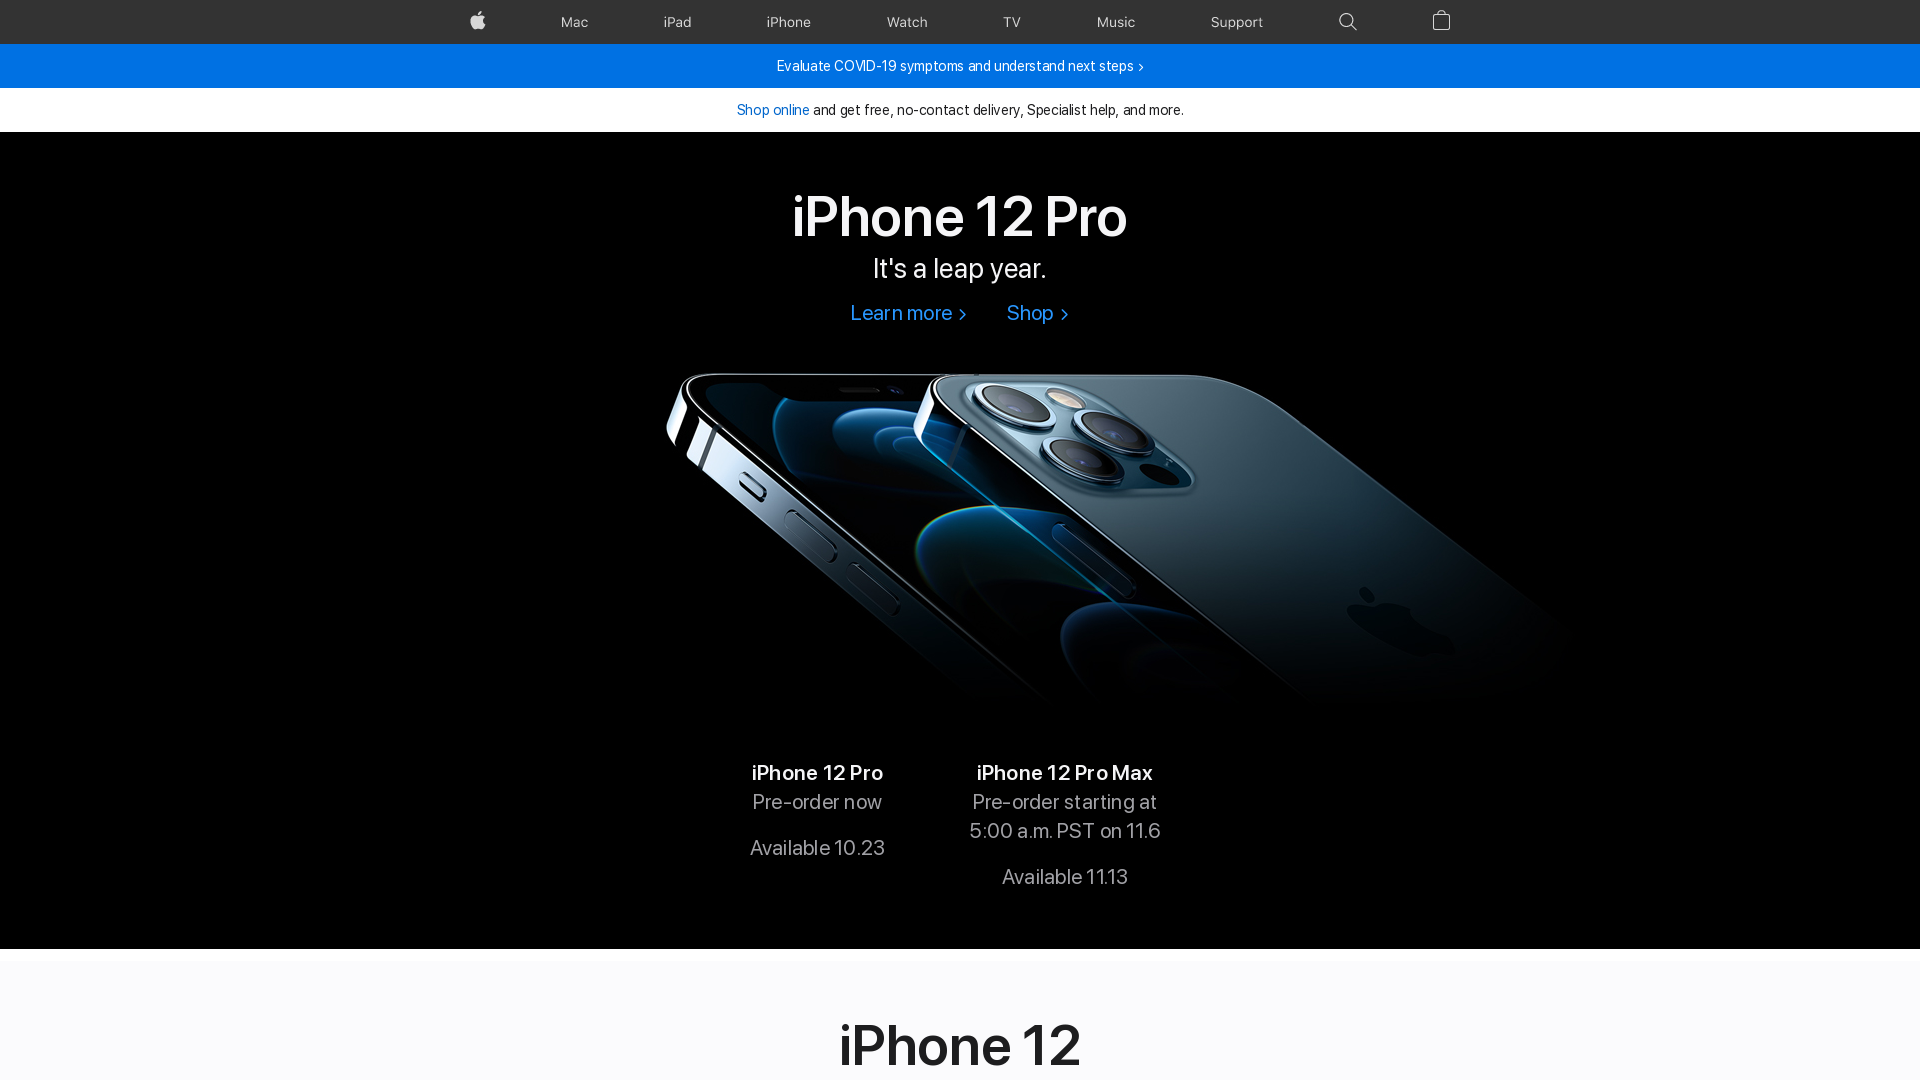 Mac iPad iPhone Watch TV Music Support
Evaluate COVID-19 symptoms and understand next steps
Shop online and get free, no-contact delivery, Specialist help, and more.
iPhone 12 Pro
It's a leap year.
Learn more Shop
iPhone 12 Pro
Pre-order now
Available 10.23
iPhone 12 Pro Max
Pre-order starting at
5:00 a.m. PST on 11.6
Available 11.13
iPhone 12